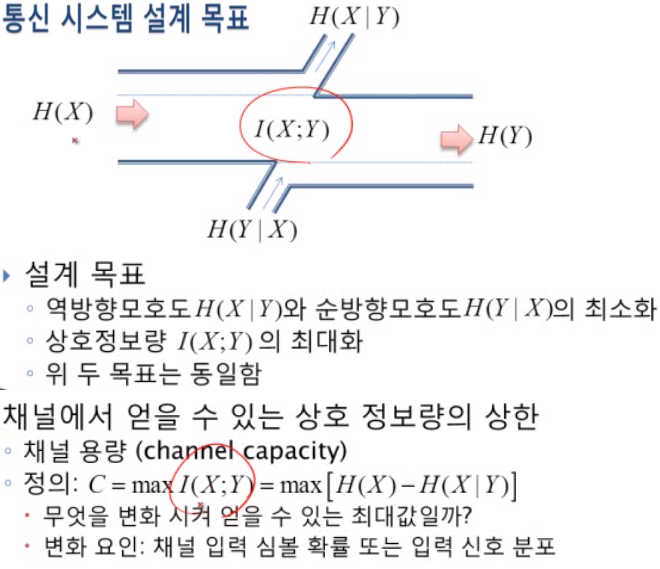 통신 시스템 설계 목표
H(X|Y)
H(X)
I(X;Y)
H(Y)
H(Y|X)
설계 목표
역방향모호도H(X|Y)와 순방향모호도H(Y|X)의 최소화
상호정보량 I(X;Y)의 최대화
위 두 목표는 동일함
채널에서 얻을 수 있는 상호 정보량의 상한
채널 용량 (channel capacity)
정의: C = max I(X;Y) = max[H(X)−H(X|Y)]
무엇을 변화 시켜 얻을 수 있는 최대값일까?
변화 요인: 채널 입력 심볼 확률 또는 입력 신호 분포